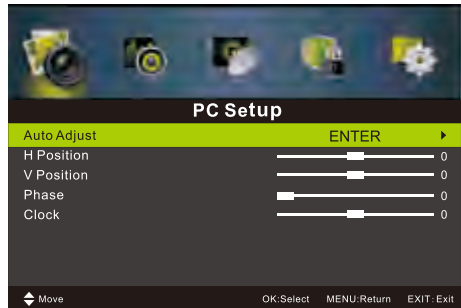 PC Setup
Auto Adjust ENTER
H Position 0
V Position 0
Phase 0
Clock 0
Move OK:Select MENU:Return EXIT:Exit